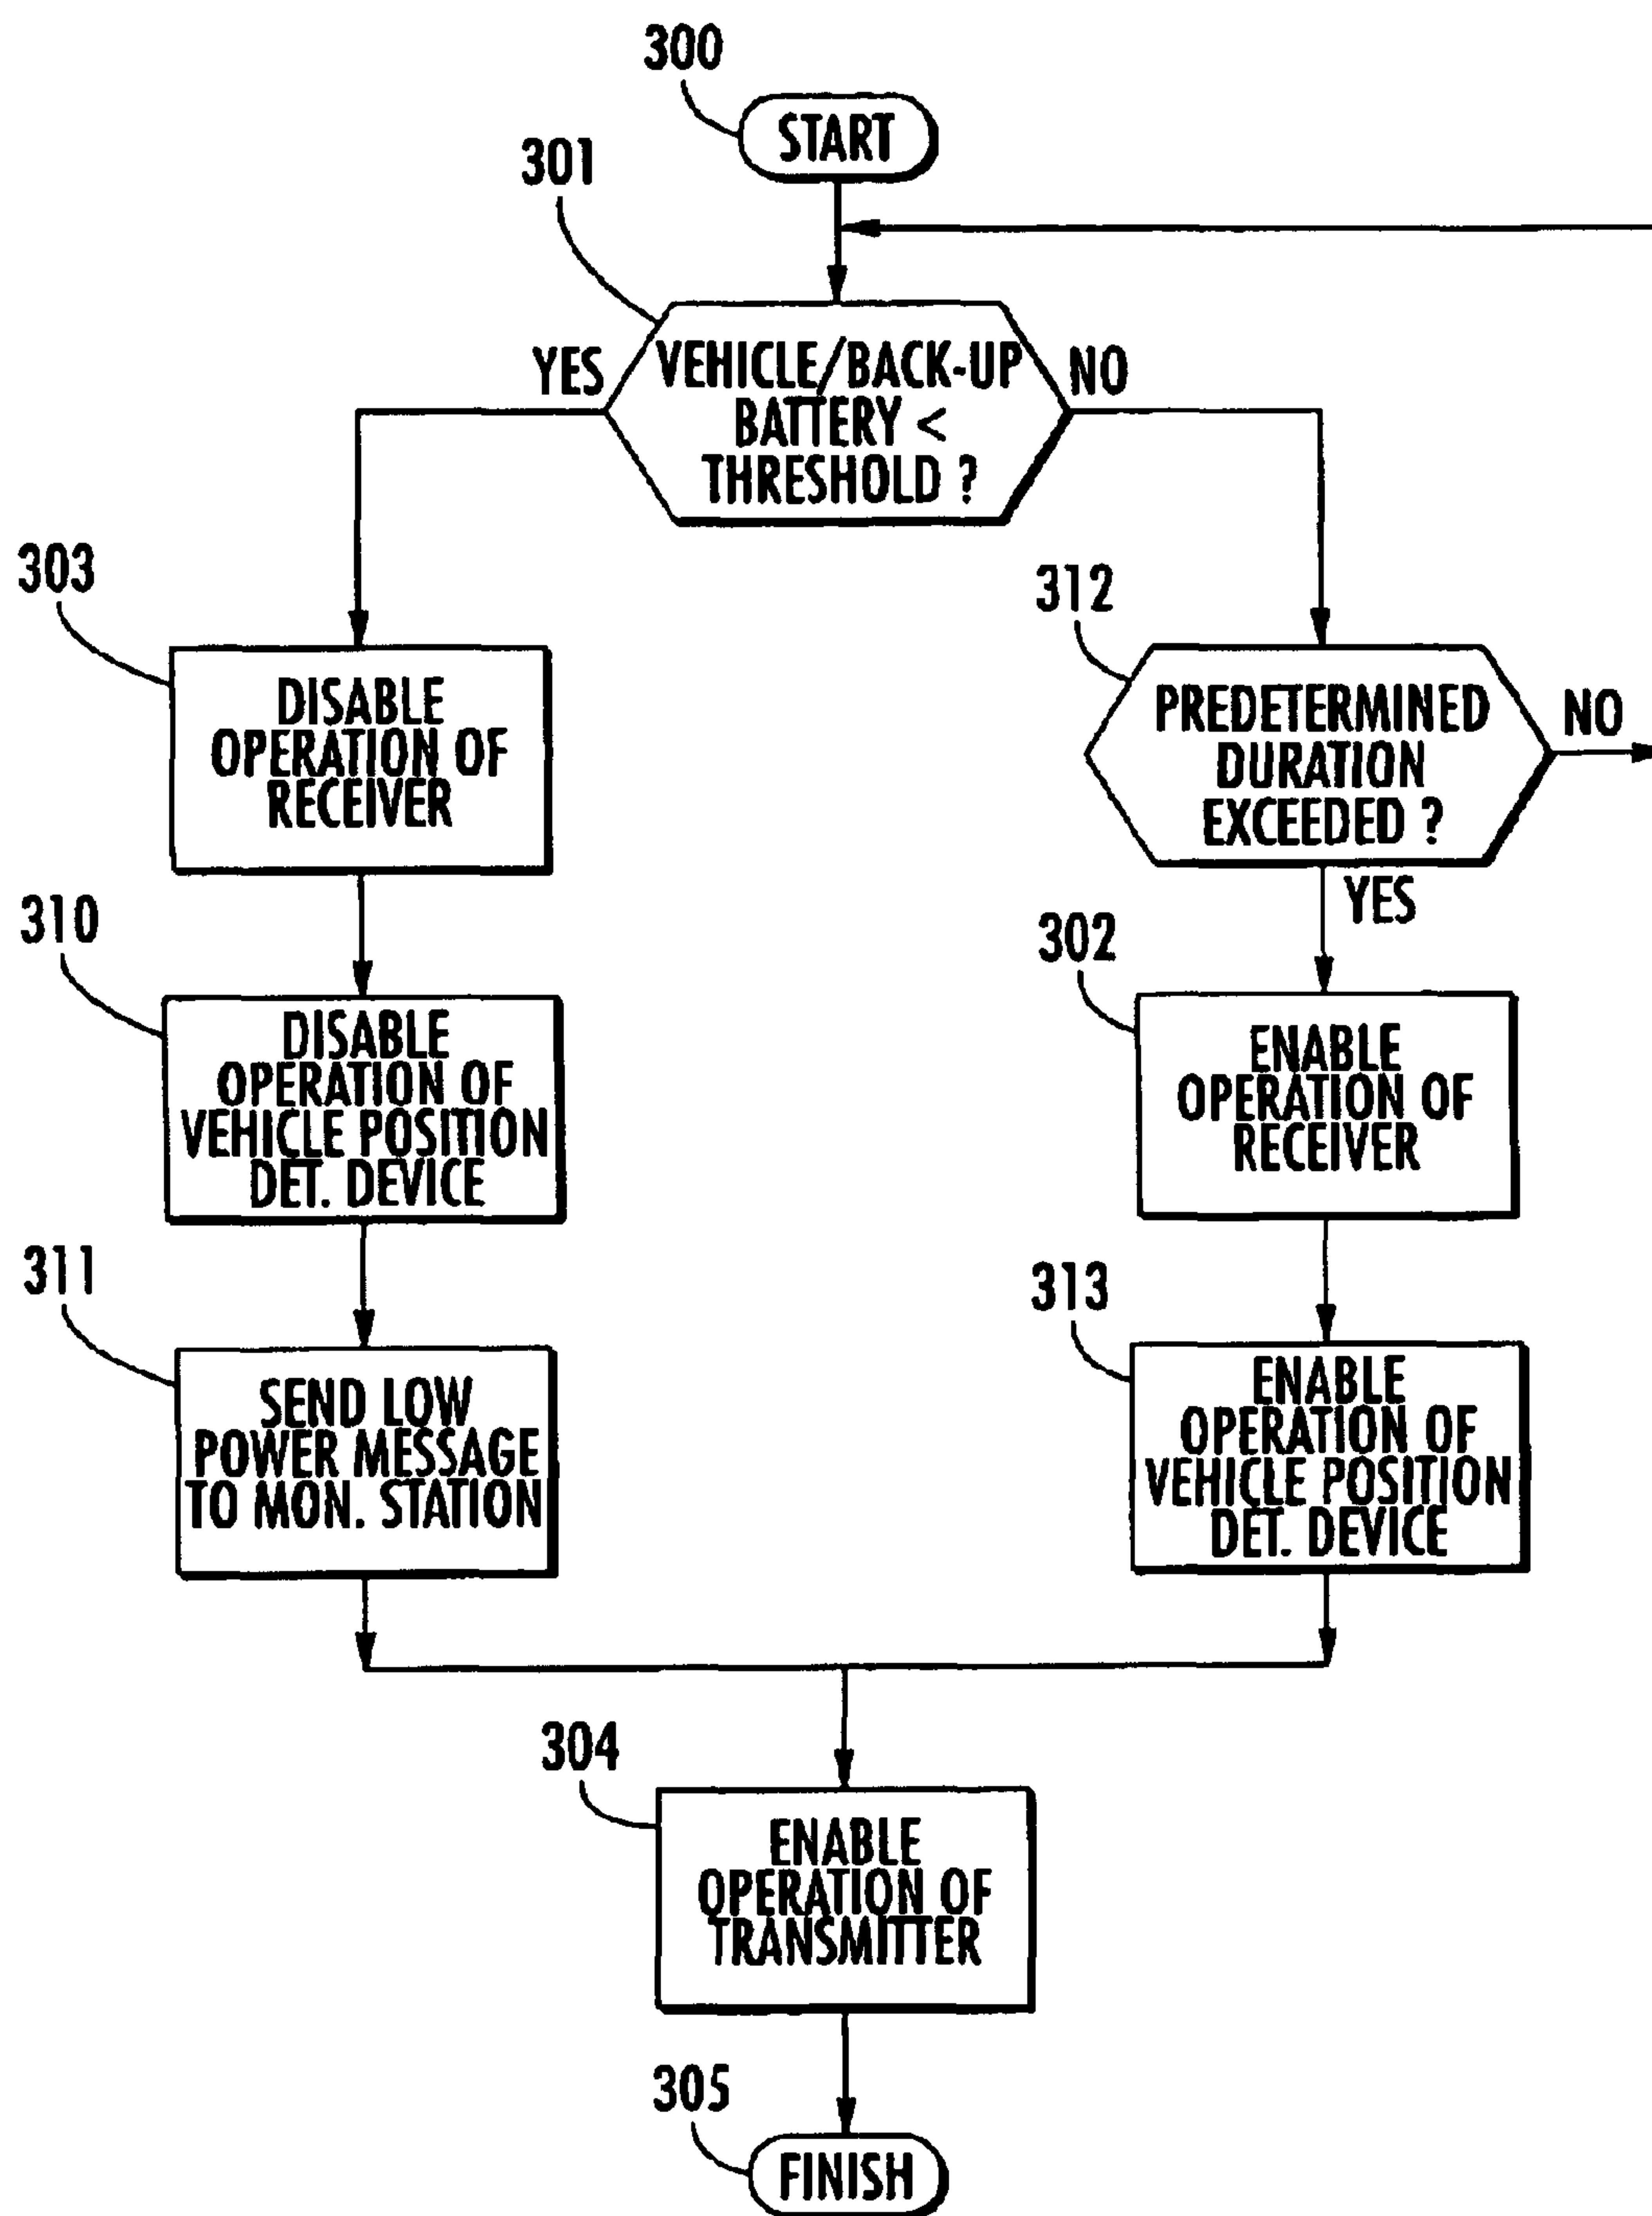 300
START
301
YES
VEHICLE/BACK-UP
BATTERY <
THRESHOLD ?
NO
303
DISABLE
OPERATION OF
RECEIVER
312
PREDETERMINED
DURATION
EXCEEDED ?
NO
YES
310
DISABLE
OPERATION OF
VEHICLE POSITION
DET. DEVICE
302
ENABLE
OPERATION OF
RECEIVER
311
SEND LOW
POWER MESSAGE
TO MON. STATION
313
ENABLE
OPERATION OF
VEHICLE POSITION
DET. DEVICE
304
ENABLE
OPERATION OF
TRANSMITTER
305
FINISH